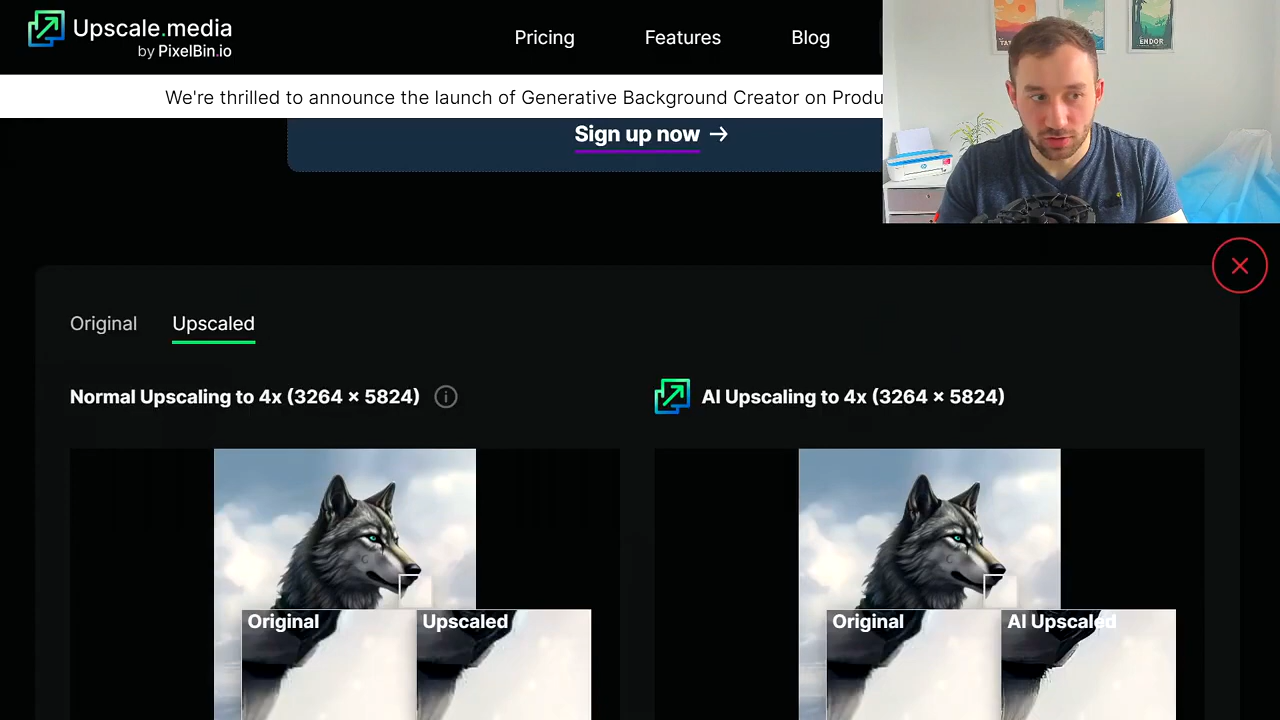 Upscale.media
by PixelBin.io
Pricing
Features
Blog
We're thrilled to announce the launch of Generative Background Creator on Produ
Sign up now →
Original
Upscaled
Normal Upscaling to 4x (3264 × 5824)
AI Upscaling to 4x (3264 × 5824)
Original
Upscaled
Original
AI Upscaled
ENDOR